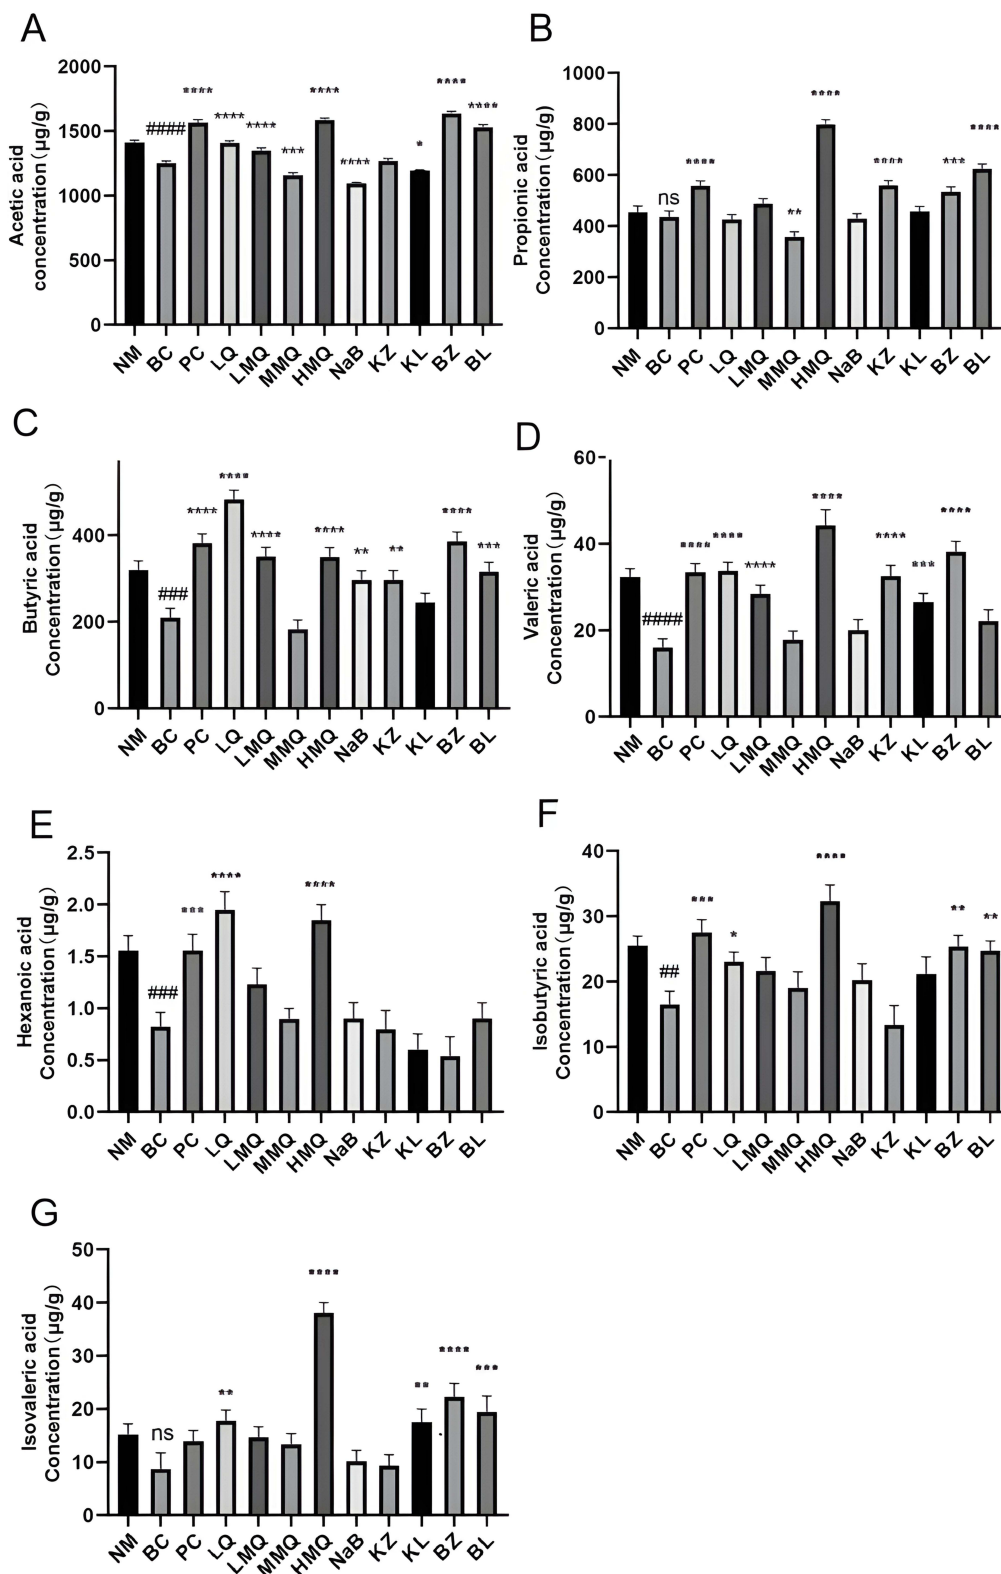 A
Acetic acid
concentration(μg/g)
2000
1500
1000
500
0
####
****
****
****
***
****
****
*
****
****
NM BC PC LQ LMQ MMQ HMQ NaB KZ KL BZ BL
B
Propionic acid
Concentration(μg/g)
1000
800
600
400
200
0
ns
****
**
****
****
***
****
NM BC PC LQ LMQ MMQ HMQ NaB KZ KL BZ BL
C
Butyric acid
Concentration(μg/g)
400
200
0
###
****
****
****
****
**
**
****
***
NM BC PC LQ LMQ MMQ HMQ NaB KZ KL BZ BL
D
Valeric acid
Concentration(μg/g)
60
40
20
0
####
****
****
****
****
****
***
****
NM BC PC LQ LMQ MMQ HMQ NaB KZ KL BZ BL
E
Hexanoic acid
Concentration(μg/g)
2.5
2.0
1.5
1.0
0.5
0.0
###
***
****
****
NM BC PC LQ LMQ MMQ HMQ NaB KZ KL BZ BL
F
Isobutyric acid
Concentration(μg/g)
40
30
20
10
0
##
***
*
****
**
**
NM BC PC LQ LMQ MMQ HMQ NaB KZ KL BZ BL
G
Isovaleric acid
Concentration(μg/g)
50
40
30
20
10
0
ns
**
****
**
****
***
NM BC PC LQ LMQ MMQ HMQ NaB KZ KL BZ BL